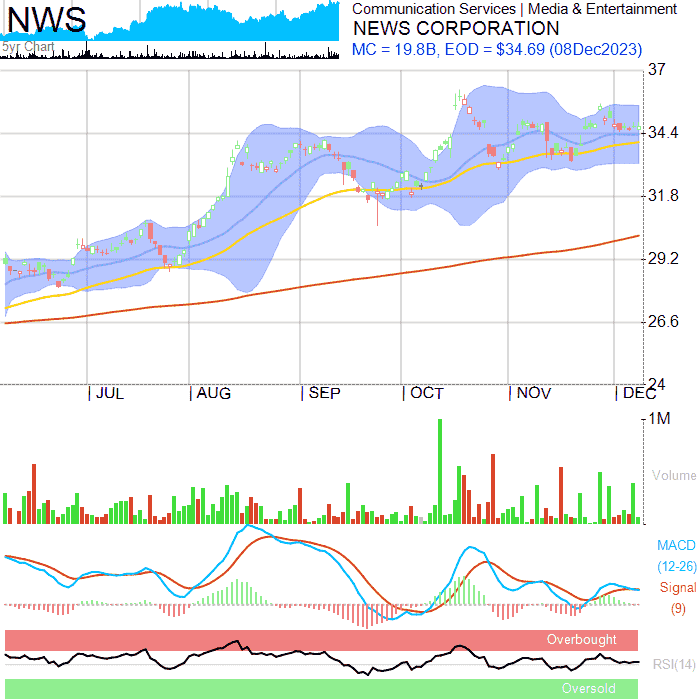 NWS
5yr Chart
Communication Services | Media & Entertainment
NEWS CORPORATION
MC = 19.8B, EOD = $34.69 (08Dec2023)
37
34.4
31.8
29.2
26.6
24
| JUL | AUG | SEP | OCT | NOV | DEC
1M
Volume
MACD
(12-26)
Signal
(9)
Overbought
RSI(14)
Oversold